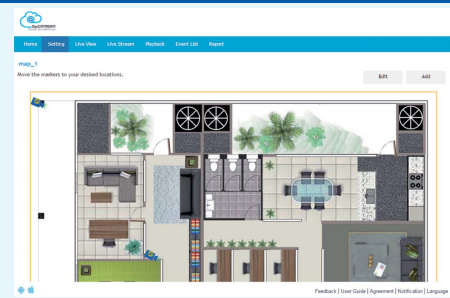 Home Setting Live View Live Stream Playback Event List Report
map_1
Move the markers to your desired locations.
Edit Add
Feedback | User Guide | Agreement | Notification | Language